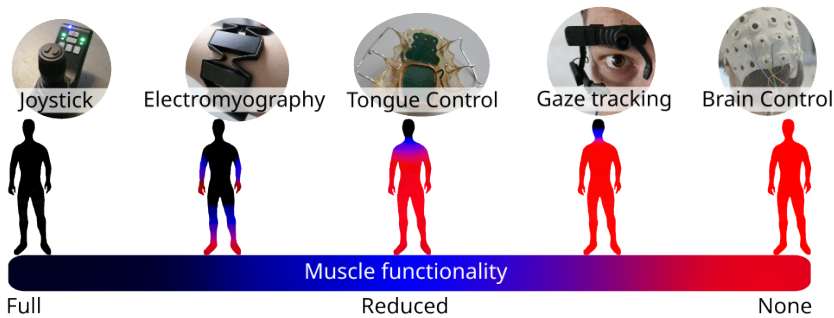 Joystick
Electromyography
Tongue Control
Gaze tracking
Brain Control
Muscle functionality
Full
Reduced
None